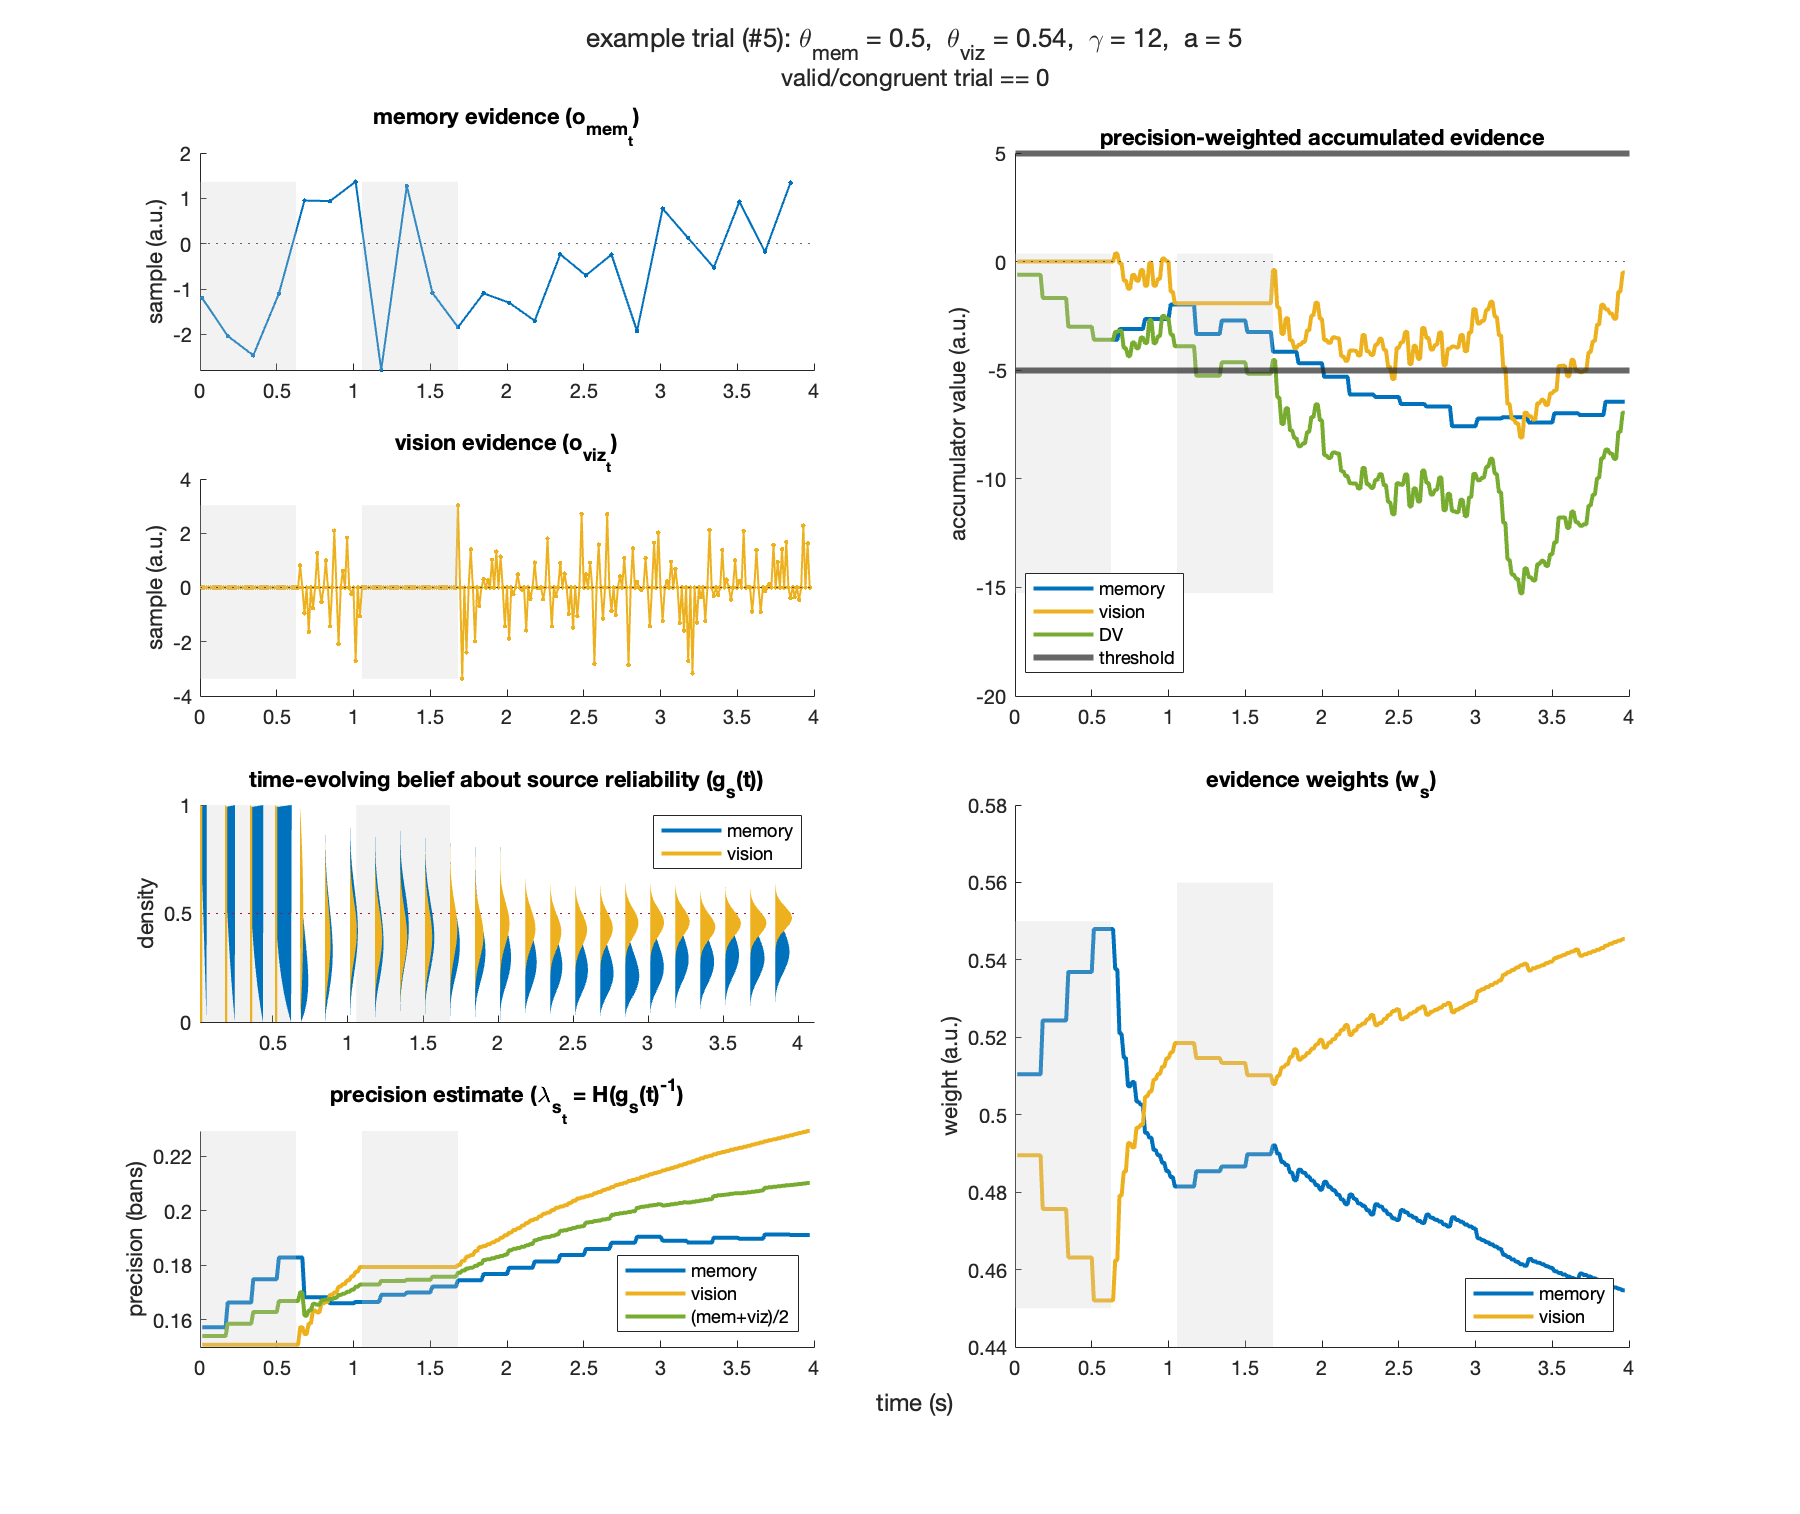 example trial (#5): θmem = 0.5, θviz = 0.54, γ = 12, a = 5
valid/congruent trial == 0
memory evidence (o_mem_t)
sample (a.u.)
2
1
0
-1
-2
0 0.5 1 1.5 2 2.5 3 3.5 4
vision evidence (o_viz_t)
sample (a.u.)
4
2
0
-2
-4
0 0.5 1 1.5 2 2.5 3 3.5 4
time-evolving belief about source reliability (g_s(t))
density
1
0.5
0
memory
vision
0.5 1 1.5 2 2.5 3 3.5 4
precision estimate (λ_s_t = H(g_s(t)^-1)
precision (bans)
0.22
0.2
0.18
0.16
memory
vision
(mem+viz)/2
0 0.5 1 1.5 2 2.5 3 3.5 4
precision-weighted accumulated evidence
accumulator value (a.u.)
5
0
-5
-10
-15
-20
memory
vision
DV
threshold
0 0.5 1 1.5 2 2.5 3 3.5 4
evidence weights (w_s)
weight (a.u.)
0.58
0.56
0.54
0.52
0.5
0.48
0.46
0.44
memory
vision
0 0.5 1 1.5 2 2.5 3 3.5 4
time (s)